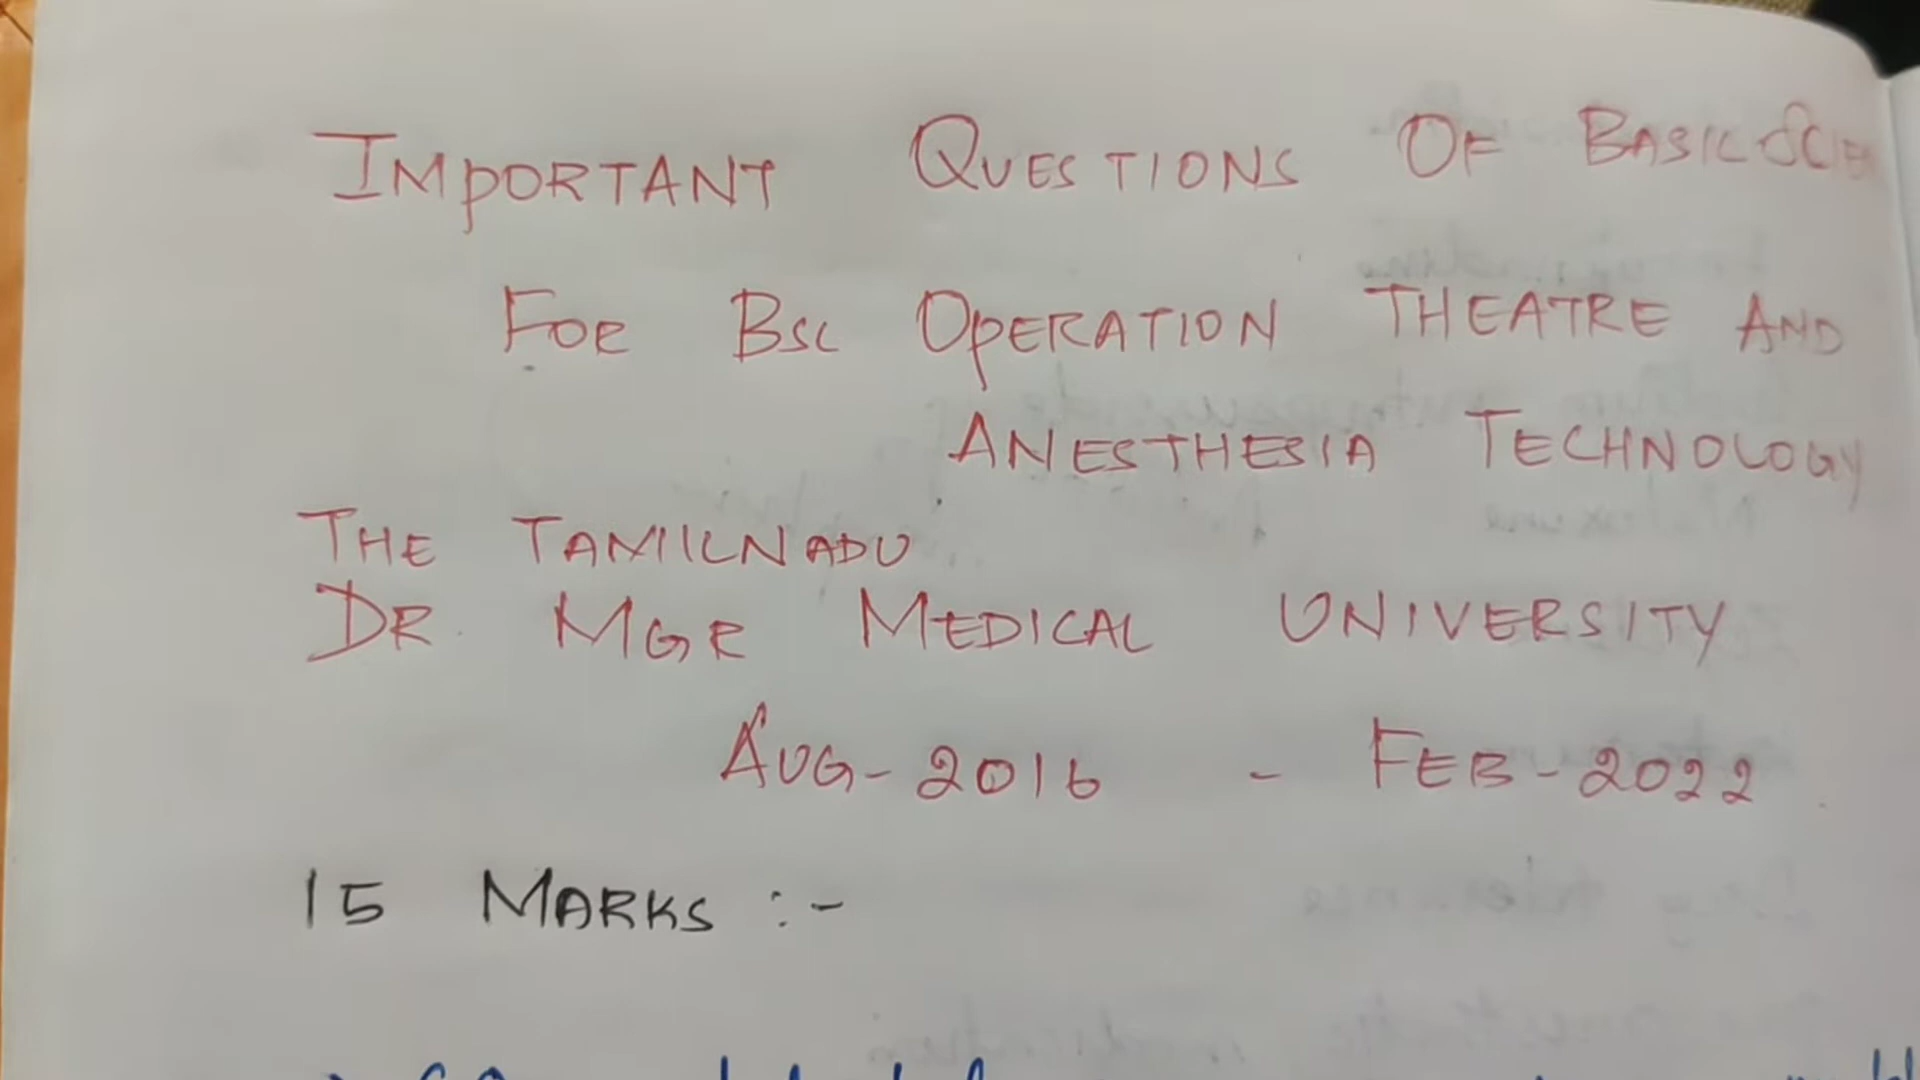 IMPORTANT QUESTIONS OF BASIC
FOR BSC OPERATION THEATRE AND
ANESTHESIA TECHNOLOGY
THE TAMILNADU
DR MGR MEDICAL UNIVERSITY
AUG-2016 - FEB-2022
15 MARKS :-